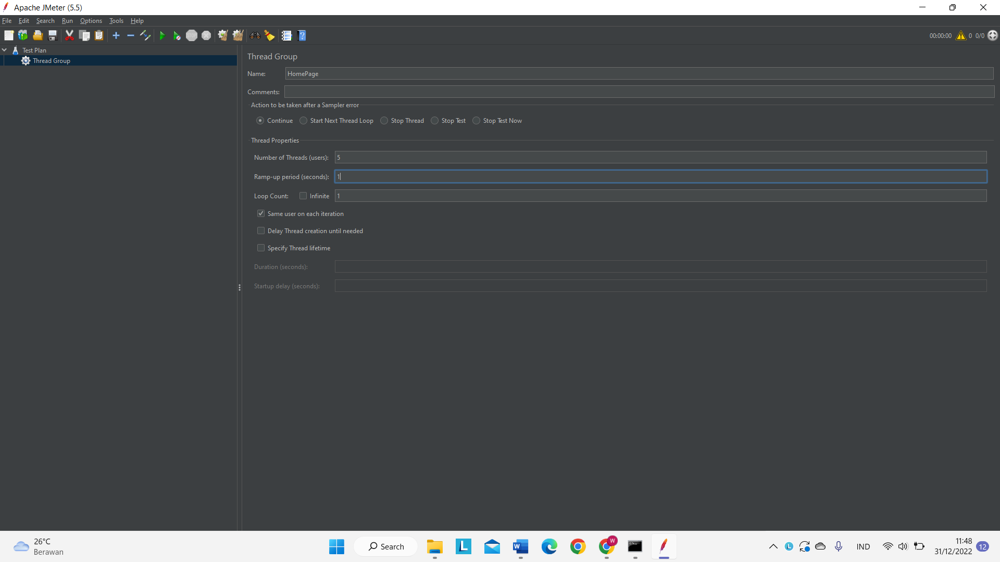 Apache JMeter (5.5)
File Edit Search Run Options Tools Help
00:00:00 0 0/0
Test Plan
Thread Group
Thread Group
Name: HomePage
Comments:
Action to be taken after a Sampler error
Continue Start Next Thread Loop Stop Thread Stop Test Stop Test Now
Thread Properties
Number of Threads (users): 5
Ramp-up period (seconds): 1
Loop Count: Infinite 1
Same user on each iteration
Delay Thread creation until needed
Specify Thread lifetime
Duration (seconds):
Startup delay (seconds):
26°C
Berawan
Search
L
W
W
L
IND
11:48
31/12/2022
12